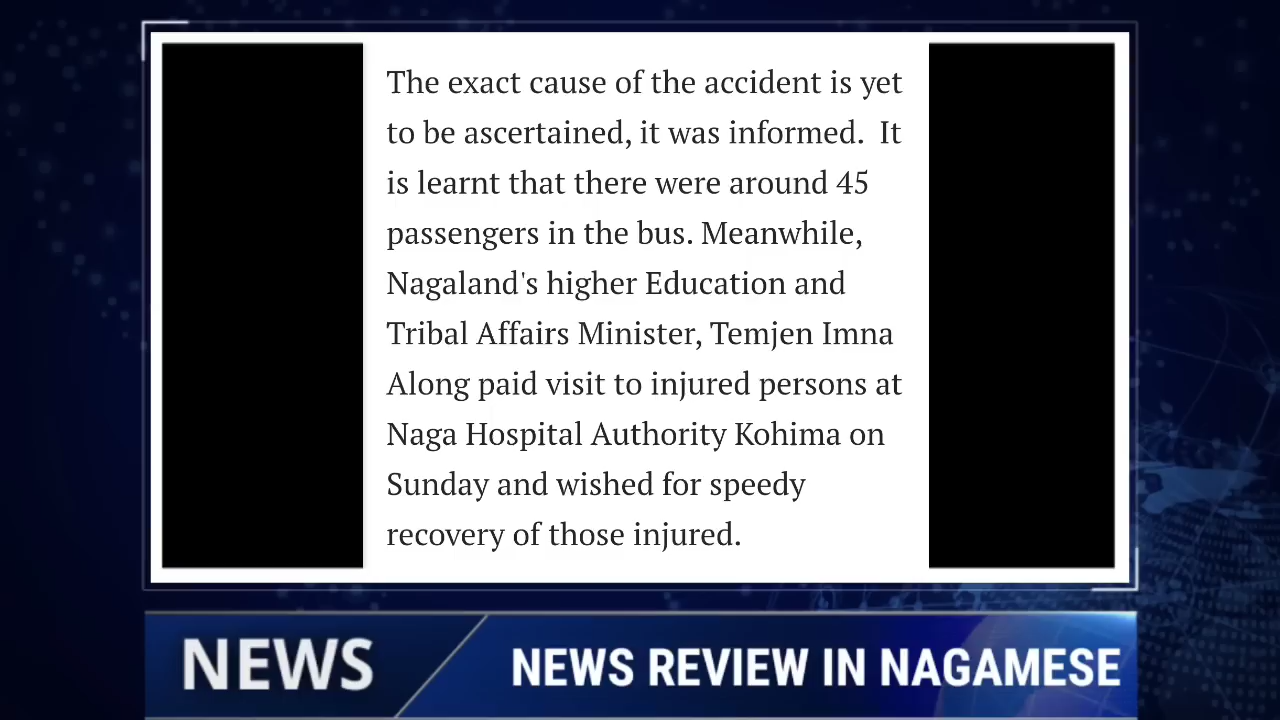 The exact cause of the accident is yet
to be ascertained, it was informed.  It
is learnt that there were around 45
passengers in the bus. Meanwhile,
Nagaland's higher Education and
Tribal Affairs Minister, Temjen Imna
Along paid visit to injured persons at
Naga Hospital Authority Kohima on
Sunday and wished for speedy
recovery of those injured.
NEWS
NEWS REVIEW IN NAGAMESE